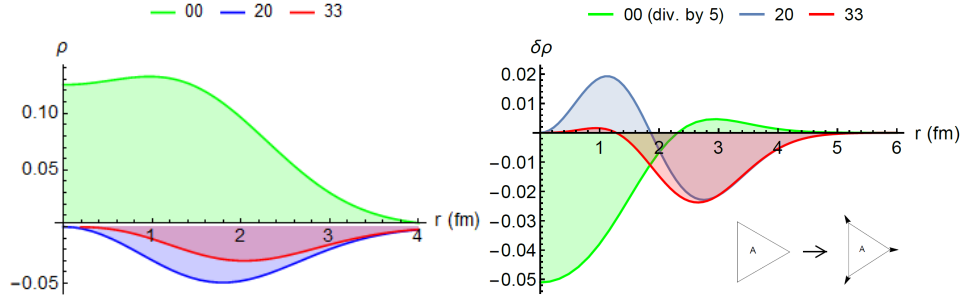 00 20 33
ρ
0.10
0.05
-0.05
1 2 3 4
r (fm)
00 (div. by 5) 20 33
δρ
0.02
0.01
-0.01
-0.02
-0.03
-0.04
-0.05
1 2 3 4 5 6
r (fm)
A
A